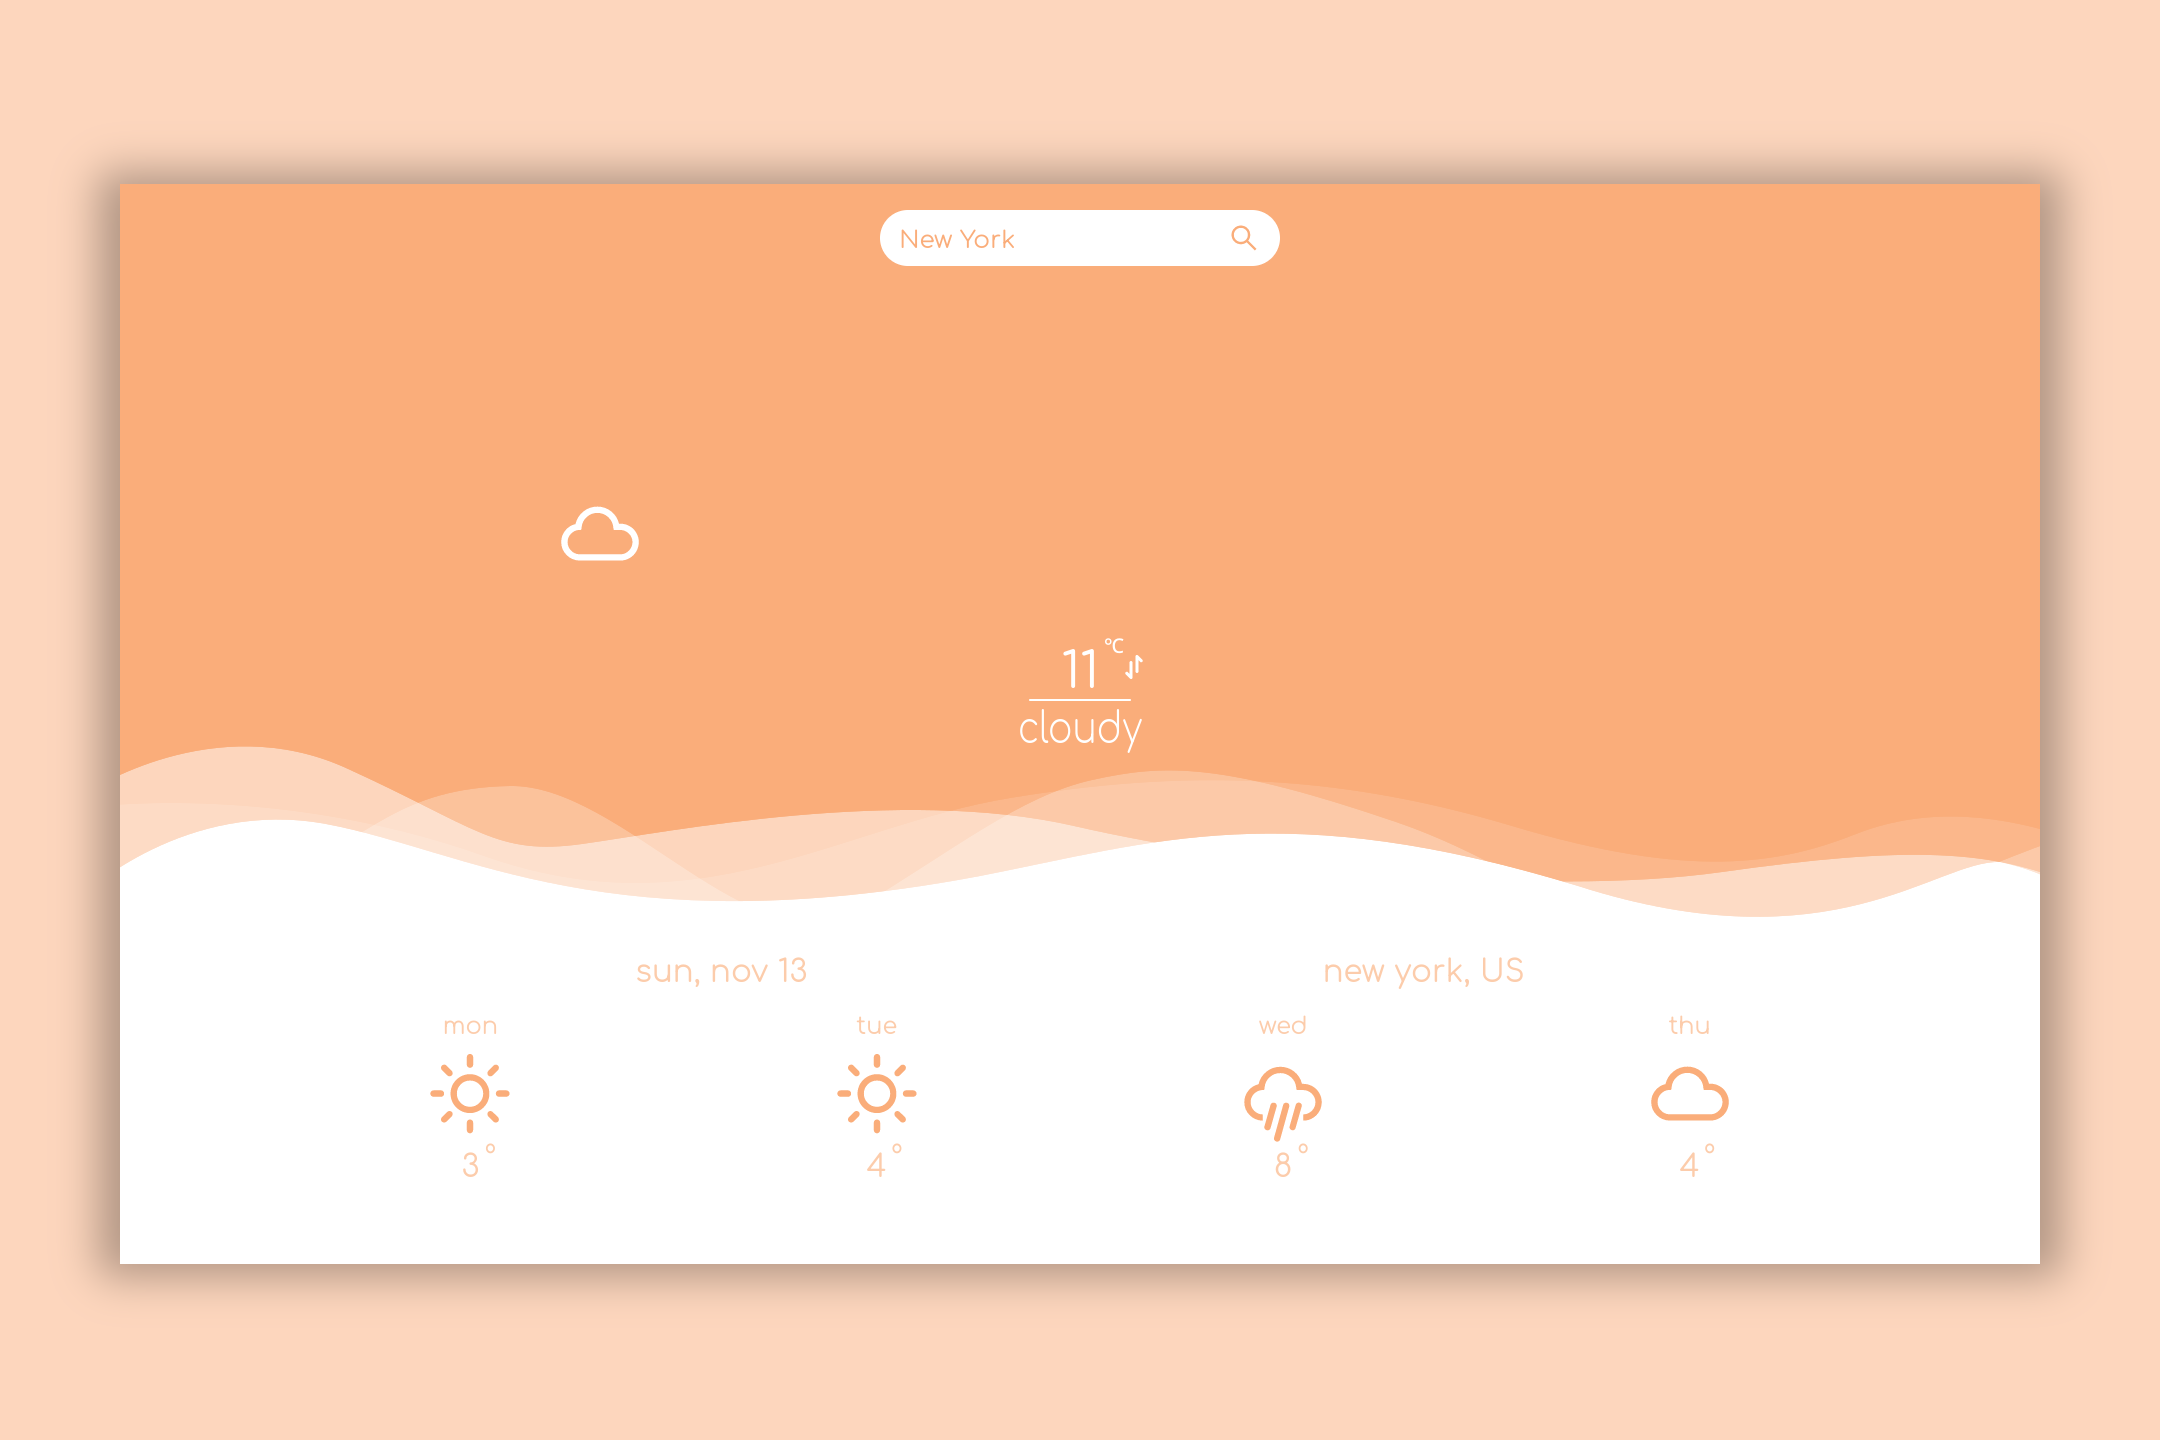 New York
11 °C
cloudy
sun, nov 13
new york, US
mon
tue
wed
thu
3°
4°
8°
4°